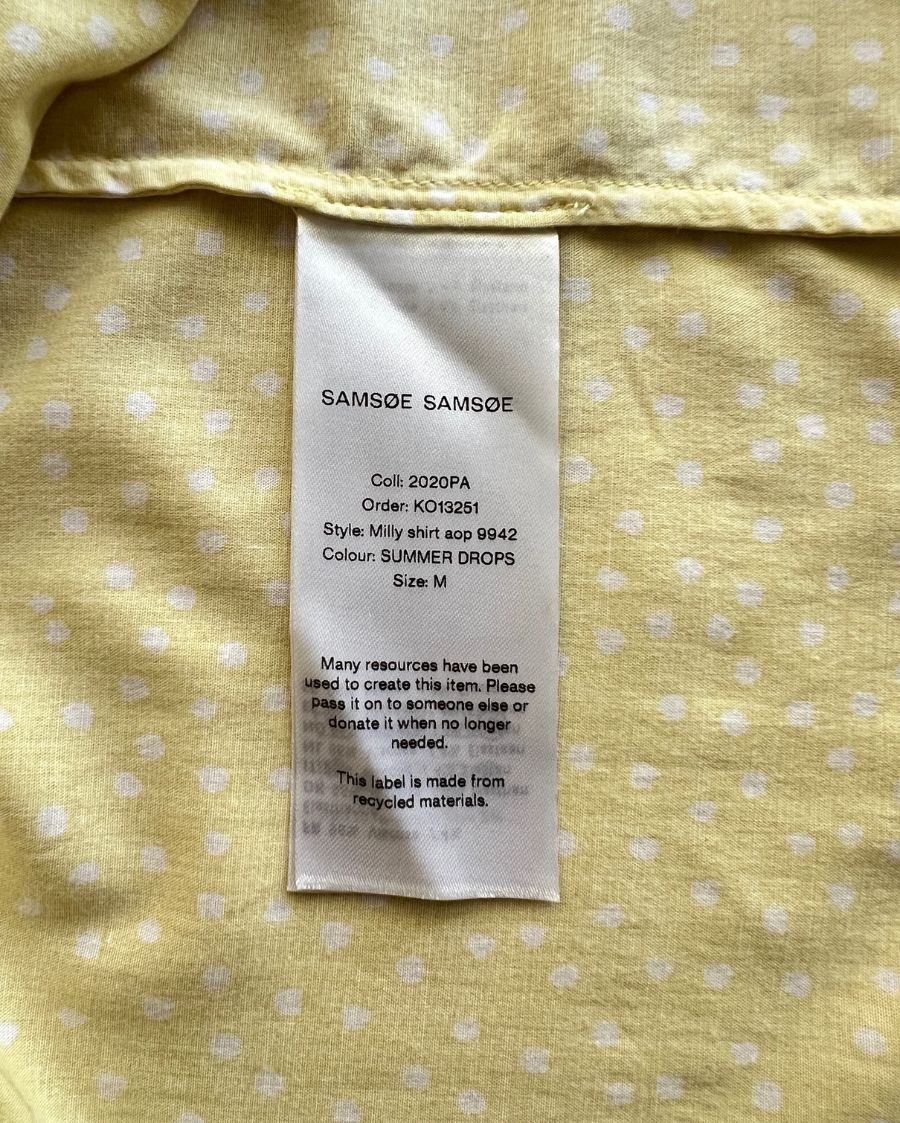 SAMSØE SAMSØE
Coll: 2020PA
Order: KO13251
Style: Milly shirt aop 9942
Colour: SUMMER DROPS
Size: M
Many resources have been
used to create this item. Please
pass it on to someone else or
donate it when no longer
needed.
This label is made from
recycled materials.